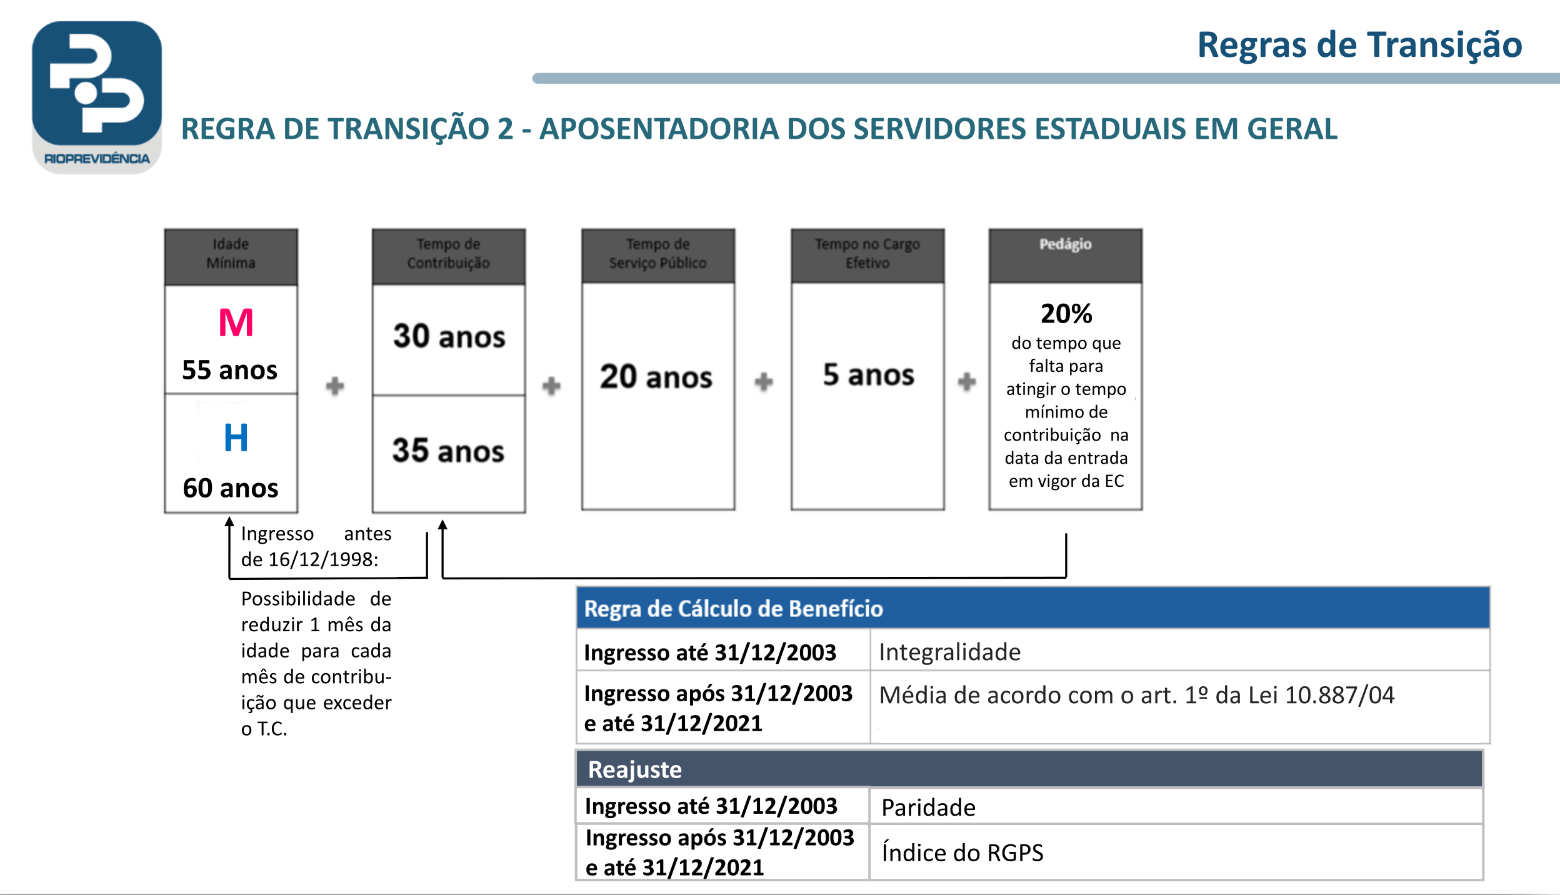 Regras de Transição
RIOPREVIDÊNCIA
REGRA DE TRANSIÇÃO 2 - APOSENTADORIA DOS SERVIDORES ESTADUAIS EM GERAL
Idade
Mínima
M
55 anos
H
60 anos
Tempo de
Contribuição
30 anos
35 anos
Tempo de
Serviço Público
20 anos
Tempo no Cargo
Efetivo
5 anos
Pedágio
20%
do tempo que
falta para
atingir o tempo
mínimo de
contribuição na
data da entrada
em vigor da EC
Ingresso antes
de 16/12/1998:
Possibilidade de
reduzir 1 mês da
idade para cada
mês de contribu-
ição que exceder
o T.C.
Regra de Cálculo de Benefício
Ingresso até 31/12/2003 Integralidade
Ingresso após 31/12/2003
e até 31/12/2021
Média de acordo com o art. 1º da Lei 10.887/04
Reajuste
Ingresso até 31/12/2003 Paridade
Ingresso após 31/12/2003
e até 31/12/2021
Índice do RGPS